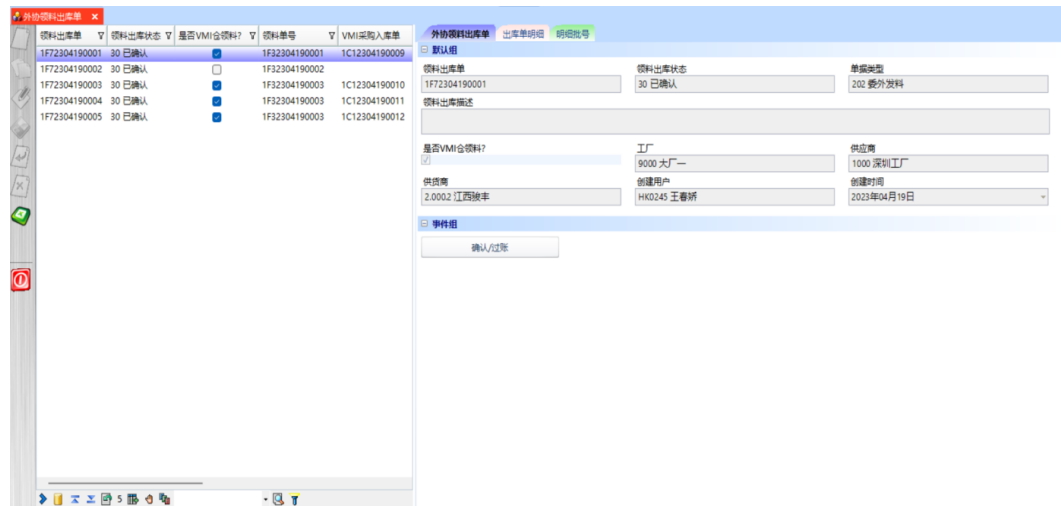 外协领料出库单 ×
领料出库单 领料出库状态 是否VMI仓领料? 领料单号 VMI采购入库单
1F72304190001 30 已确认 1F32304190001 1C12304190009
1F72304190002 30 已确认 1F32304190002
1F72304190003 30 已确认 1F32304190003 1C12304190010
1F72304190004 30 已确认 1F32304190003 1C12304190011
1F72304190005 30 已确认 1F32304190003 1C12304190012
5
外协领料出库单 出库单明细 明细批号
默认组
领料出库单 领料出库状态 单据类型
1F72304190001 30 已确认 202 委外发料
领料出库描述
是否VMI仓领料? 工厂 供应商
9000 大厂一 1000 深圳工厂
供货商 创建用户 创建时间
2.0002 江西骏丰 HK0245 王春娇 2023年04月19日
事件组
确认/过账